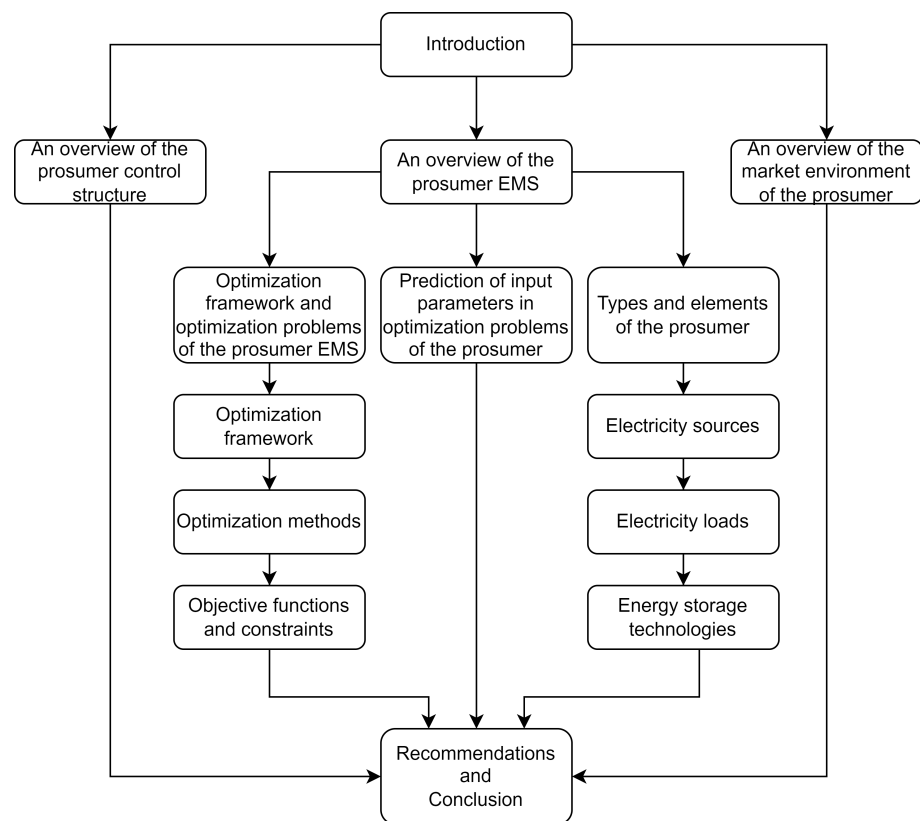 Introduction
An overview of the
prosumer control
structure
An overview of the
prosumer EMS
An overview of the
market environment
of the prosumer
Optimization
framework and
optimization problems
of the prosumer EMS
Prediction of input
parameters in
optimization problems
of the prosumer
Types and elements
of the prosumer
Optimization
framework
Electricity sources
Optimization methods
Electricity loads
Objective functions
and constraints
Energy storage
technologies
Recommendations
and
Conclusion